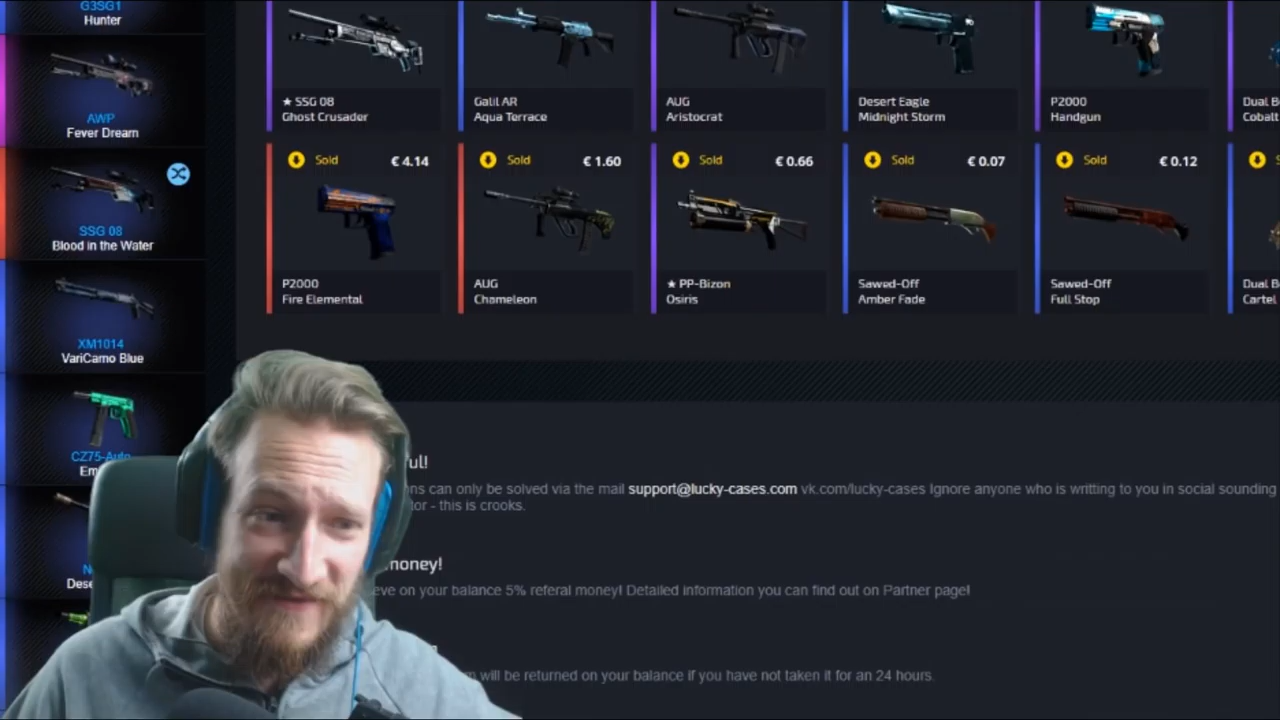 G3SG1
Hunter
AWP
Fever Dream
SSG 08
Blood in the Water
XM1014
VariCamo Blue
CZ75-Auto
★ SSG 08
Ghost Crusader
Galil AR
Aqua Terrace
AUG
Aristocrat
Desert Eagle
Midnight Storm
P2000
Handgun
Sold € 4.14
P2000
Fire Elemental
Sold € 1.60
AUG
Chameleon
Sold € 0.66
★ PP-Bizon
Osiris
Sold € 0.07
Sawed-Off
Amber Fade
Sold € 0.12
Sawed-Off
Full Stop
Dual
Cartel
can only be solved via the mail support@lucky-cases.com vk.com/lucky-cases Ignore anyone who is writting to you in social sounding
- this is crooks.
money!
on your balance 5% referal money! Detailed information you can find out on Partner page!
will be returned on your balance if you have not taken it for an 24 hours.